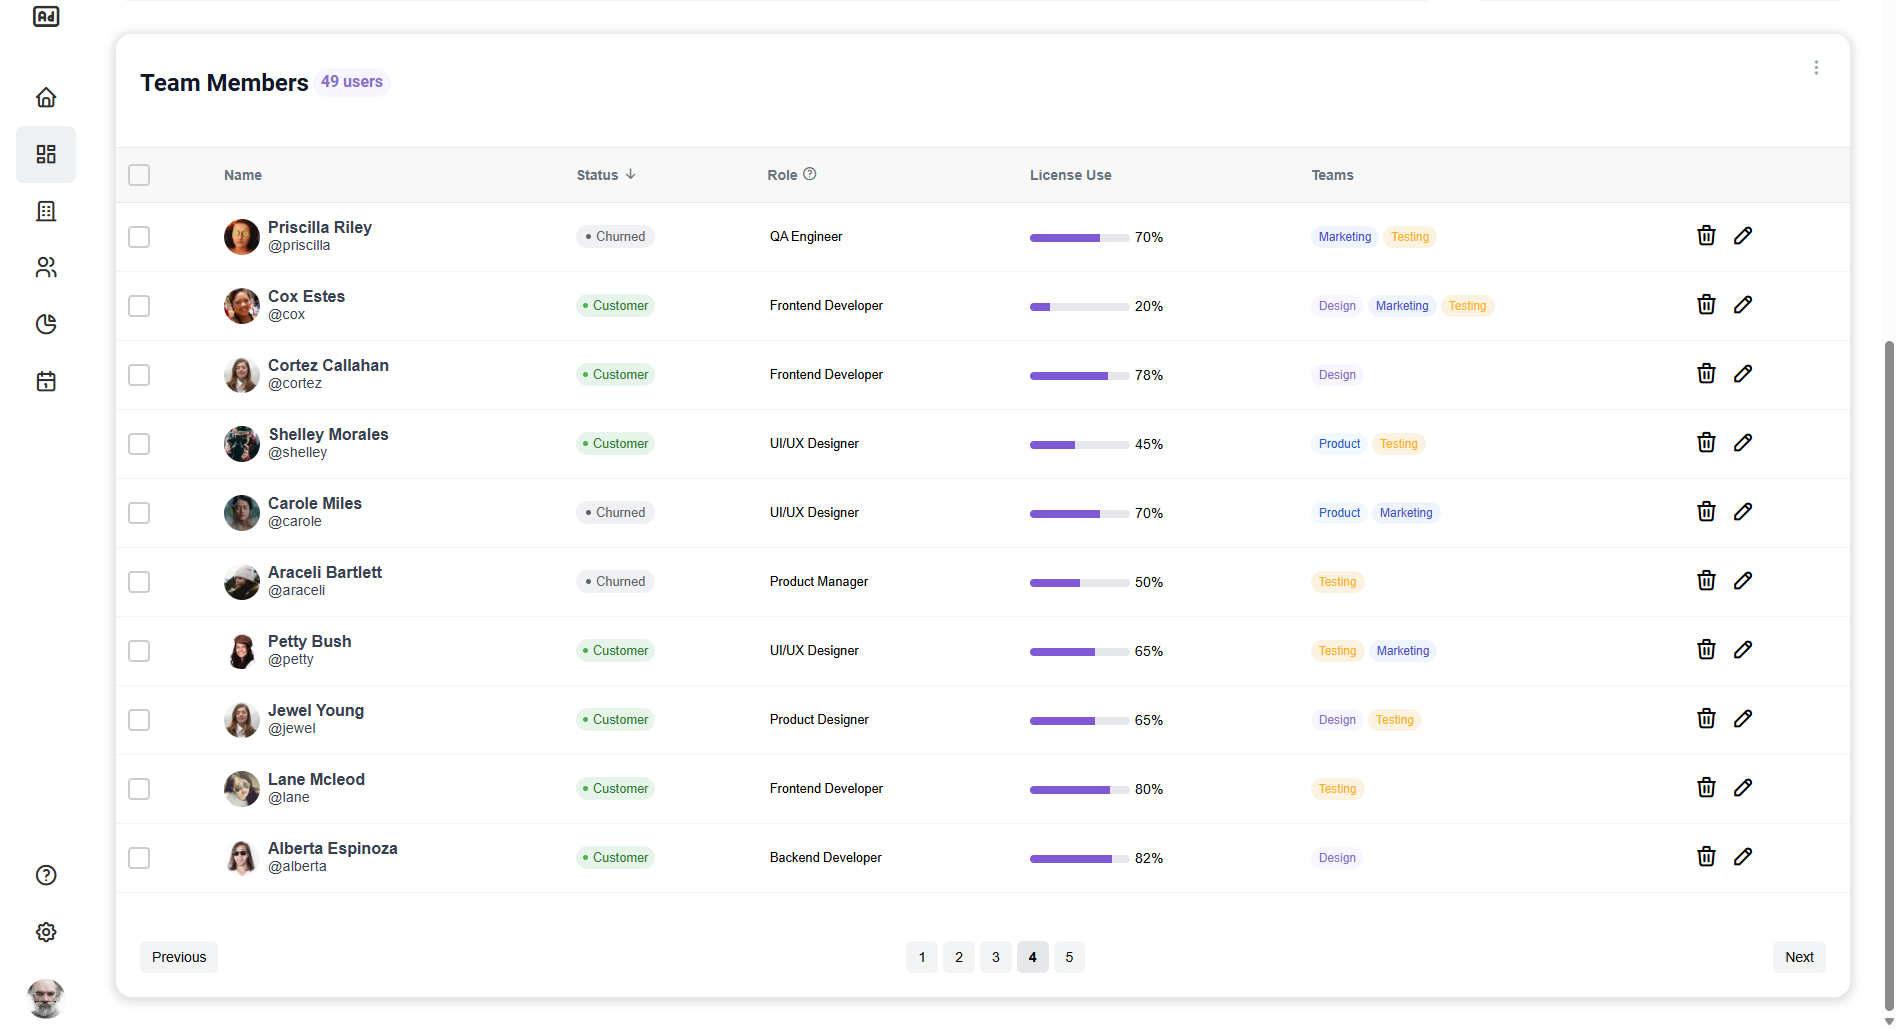 Ad
Team Members 49 users
Name Status Role License Use Teams
Priscilla Riley
@priscilla
Churned QA Engineer 70% Marketing Testing
Cox Estes
@cox
Customer Frontend Developer 20% Design Marketing Testing
Cortez Callahan
@cortez
Customer Frontend Developer 78% Design
Shelley Morales
@shelley
Customer UI/UX Designer 45% Product Testing
Carole Miles
@carole
Churned UI/UX Designer 70% Product Marketing
Araceli Bartlett
@araceli
Churned Product Manager 50% Testing
Petty Bush
@petty
Customer UI/UX Designer 65% Testing Marketing
Jewel Young
@jewel
Customer Product Designer 65% Design Testing
Lane Mcleod
@lane
Customer Frontend Developer 80% Testing
Alberta Espinoza
@alberta
Customer Backend Developer 82% Design
Previous 1 2 3 4 5 Next